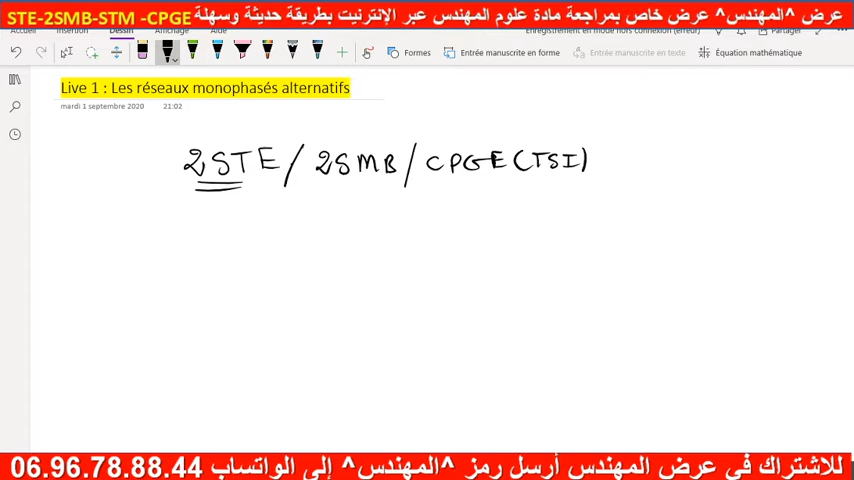 STE-2SMB-STM -CPGE عرض ^المهندس^ عرض خاص بمراجعة مادة علوم المهندس عبر الإنترنيت بطريقة حديثة وسهلة
Accueil Insertion Dessin Affichage Aide Enregistrement en mode hors connexion (erreur) Partager
Formes Entrée manuscrite en forme Entrée manuscrite en texte Équation mathématique
Live 1 : Les réseaux monophasés alternatifs
mardi 1 septembre 2020 21:02
2STE / 2SMB / CPGE (TSI)
للاشتراك في عرض المهندس أرسل رمز ^المهندس^ إلى الواتساب 06.96.78.88.44